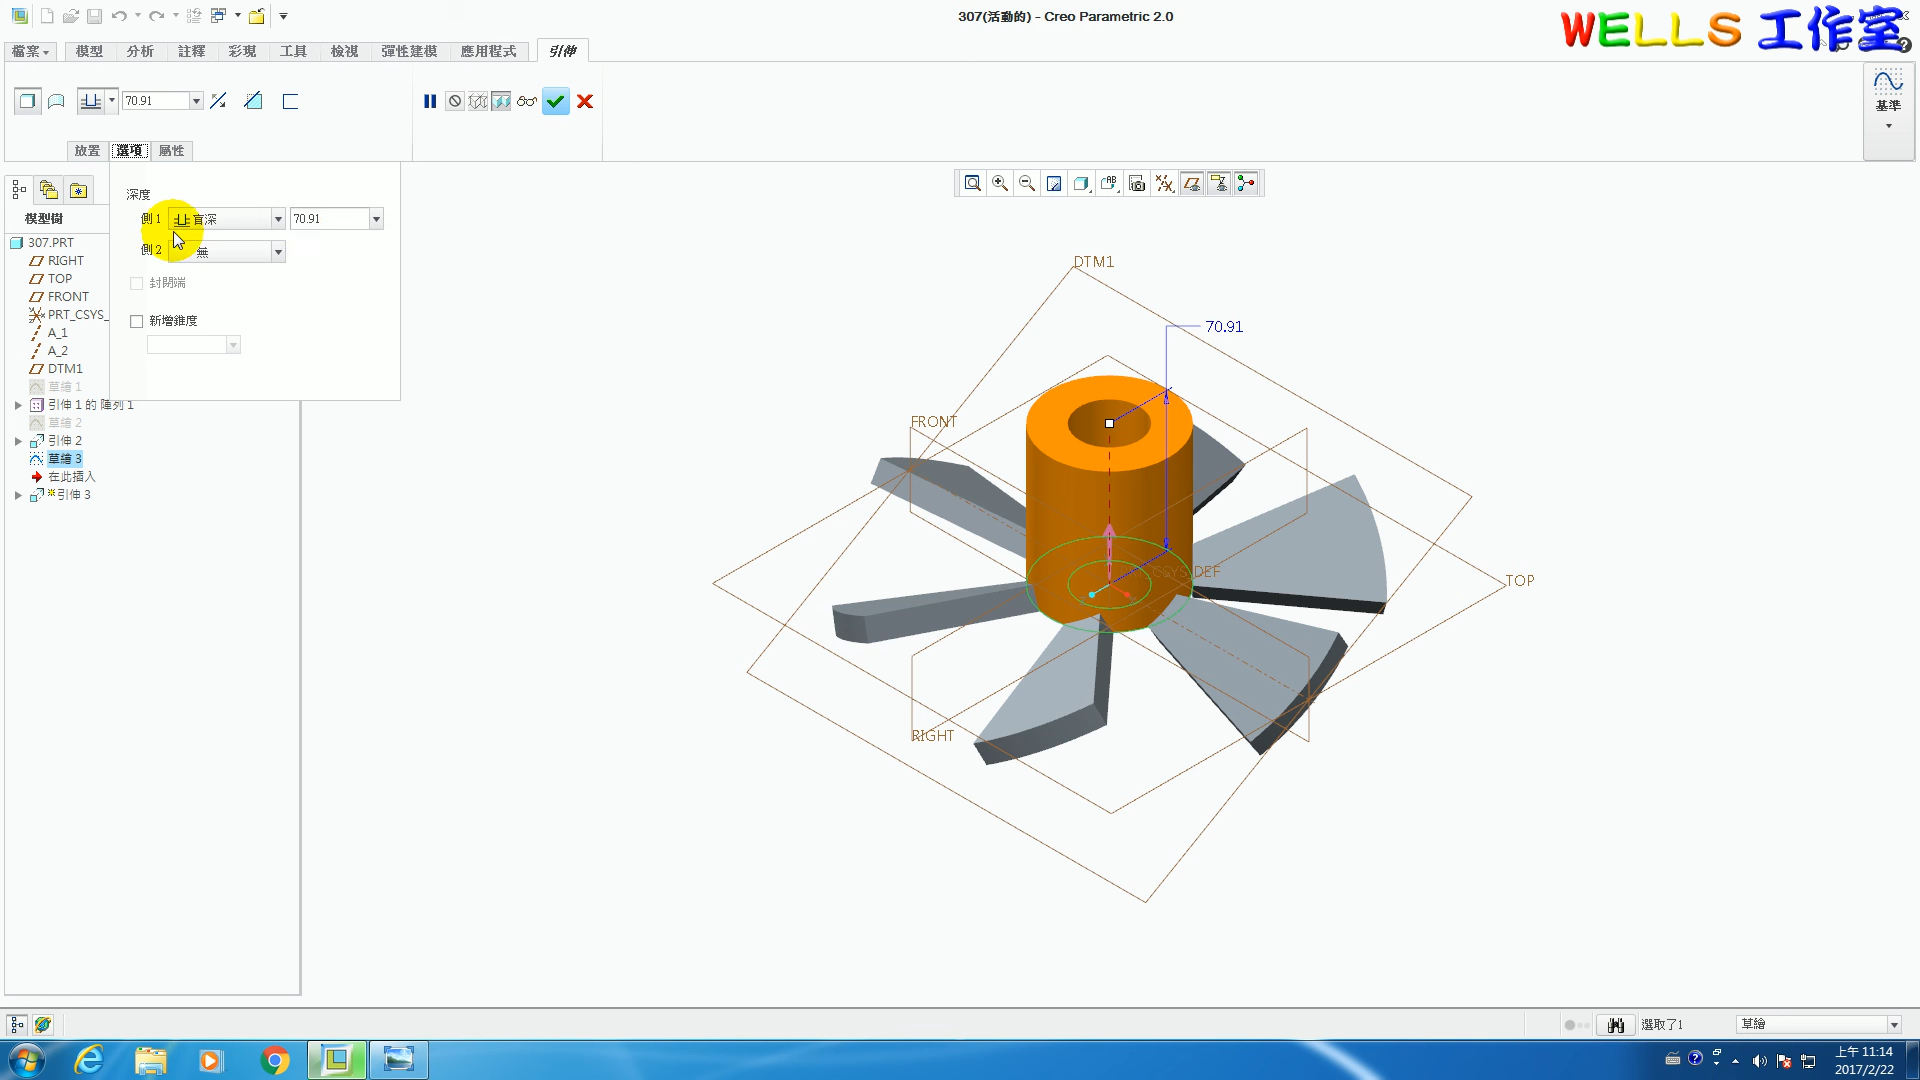 307(活動的) - Creo Parametric 2.0
WELLS 工作室
檔案 模型 分析 註釋 彩現 工具 檢視 彈性建模 應用程式 引伸
70.91
基準
放置 選項 屬性
深度
側 1 盲深 70.91
側 2 無
封閉端
新增錐度
模型樹
307.PRT
RIGHT
TOP
FRONT
PRT_CSYS_
A_1
A_2
DTM1
草繪 1
引伸 1 的 陣列 1
草繪 2
引伸 2
草繪 3
在此插入
引伸 3
DTM1
70.91
FRONT
CSYS_DEF
TOP
RIGHT
選取了1
草繪
上午 11:14
2017/2/22